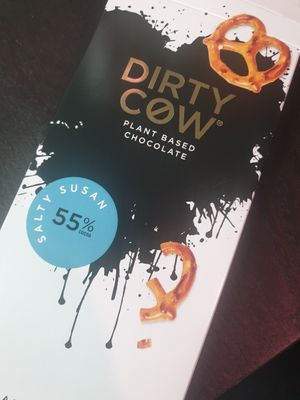 DIRTY
COW®
PLANT BASED
CHOCOLATE
SALTY SUSAN
55%
COCOA